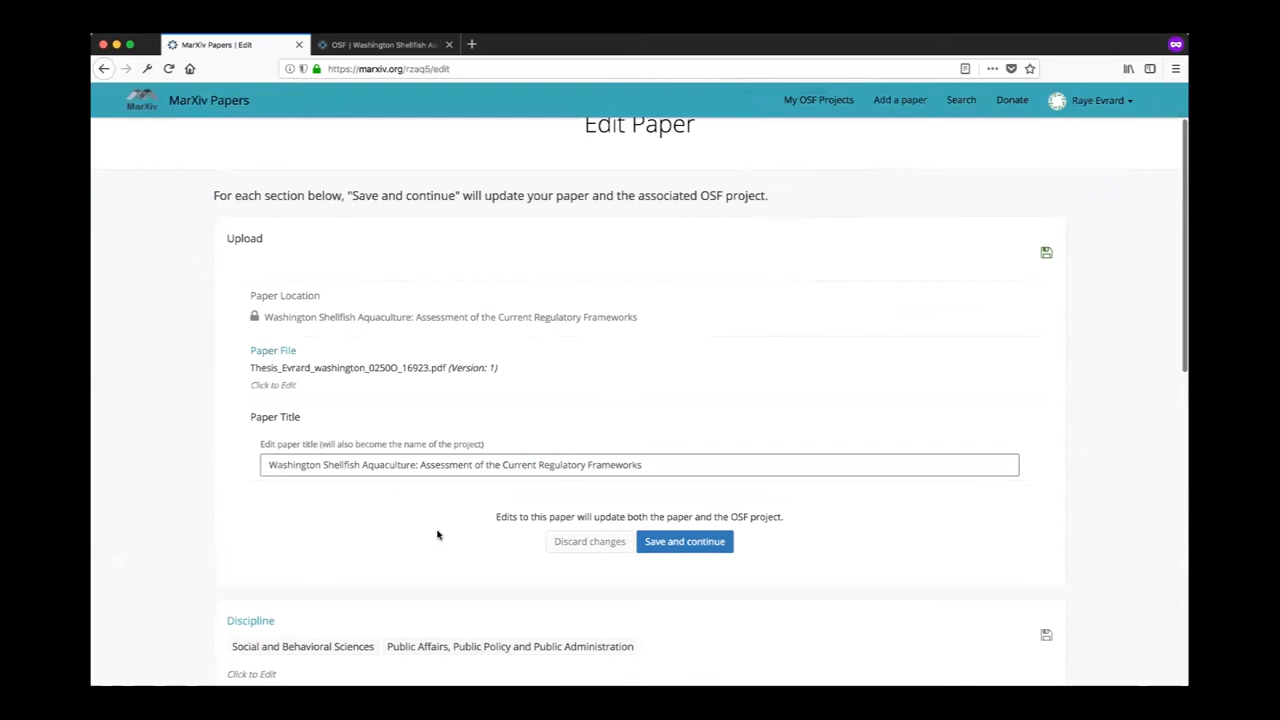 MarXiv Papers | Edit
OSF | Washington Shellfish Aq
https://marxiv.org/rzaq5/edit
MarXiv
MarXiv Papers
My OSF Projects
Add a paper
Search
Donate
Raye Evrard
Edit Paper
For each section below, "Save and continue" will update your paper and the associated OSF project.
Upload
Paper Location
Washington Shellfish Aquaculture: Assessment of the Current Regulatory Frameworks
Paper File
Thesis_Evrard_washington_0250O_16923.pdf (Version: 1)
Click to Edit
Paper Title
Edit paper title (will also become the name of the project)
Washington Shellfish Aquaculture: Assessment of the Current Regulatory Frameworks
Edits to this paper will update both the paper and the OSF project.
Discard changes
Save and continue
Discipline
Social and Behavioral Sciences
Public Affairs, Public Policy and Public Administration
Click to Edit